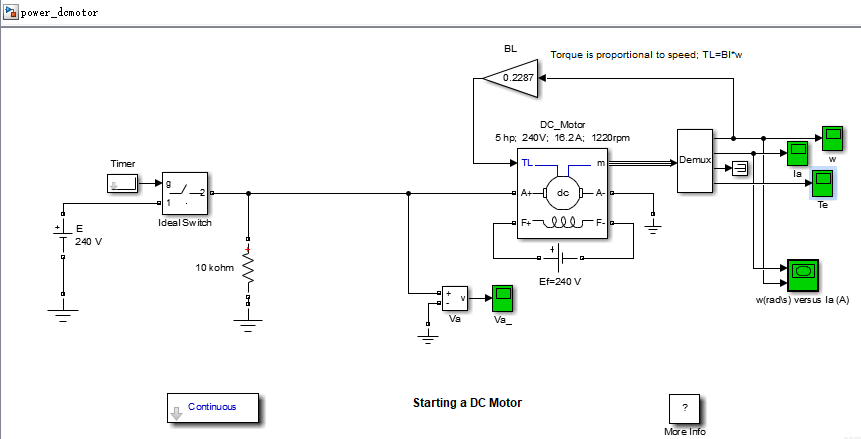 power_dcmotor
BL
Torque is proportional to speed; TL=Bl*w
0.2287
DC_Motor
5 hp; 240V; 16.2A; 1220rpm
TL
m
dc
A+
A-
F+
F-
Ef=240 V
Demux
w
Ia
Te
w(rad\s) versus Ia (A)
Timer
g
1
2
Ideal Switch
+
E
240 V
10 kohm
+
-
v
Va
Va_
+
Continuous
Starting a DC Motor
?
More Info